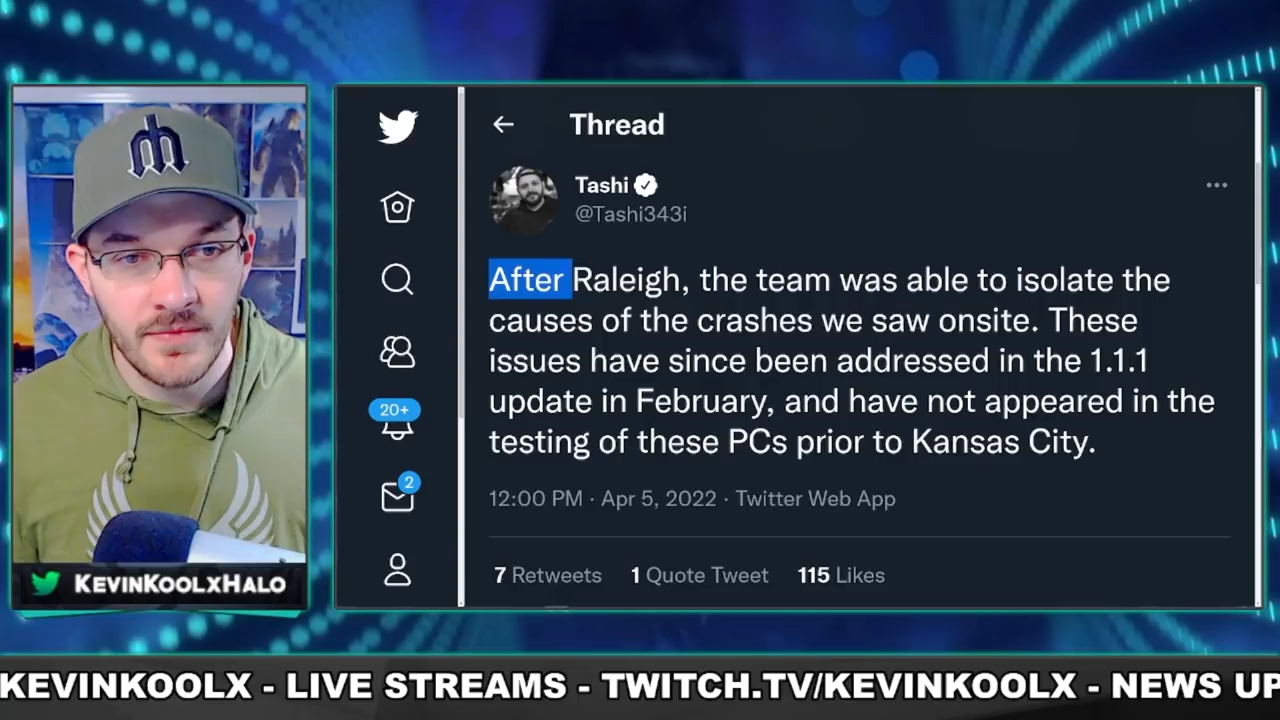 Thread
Tashi
@Tashi343i
After Raleigh, the team was able to isolate the
causes of the crashes we saw onsite. These
issues have since been addressed in the 1.1.1
update in February, and have not appeared in the
testing of these PCs prior to Kansas City.
12:00 PM · Apr 5, 2022 · Twitter Web App
7 Retweets 1 Quote Tweet 115 Likes
20+
2
KEVINKOOLXHALO
KEVINKOOLX - LIVE STREAMS - TWITCH.TV/KEVINKOOLX - NEWS UP